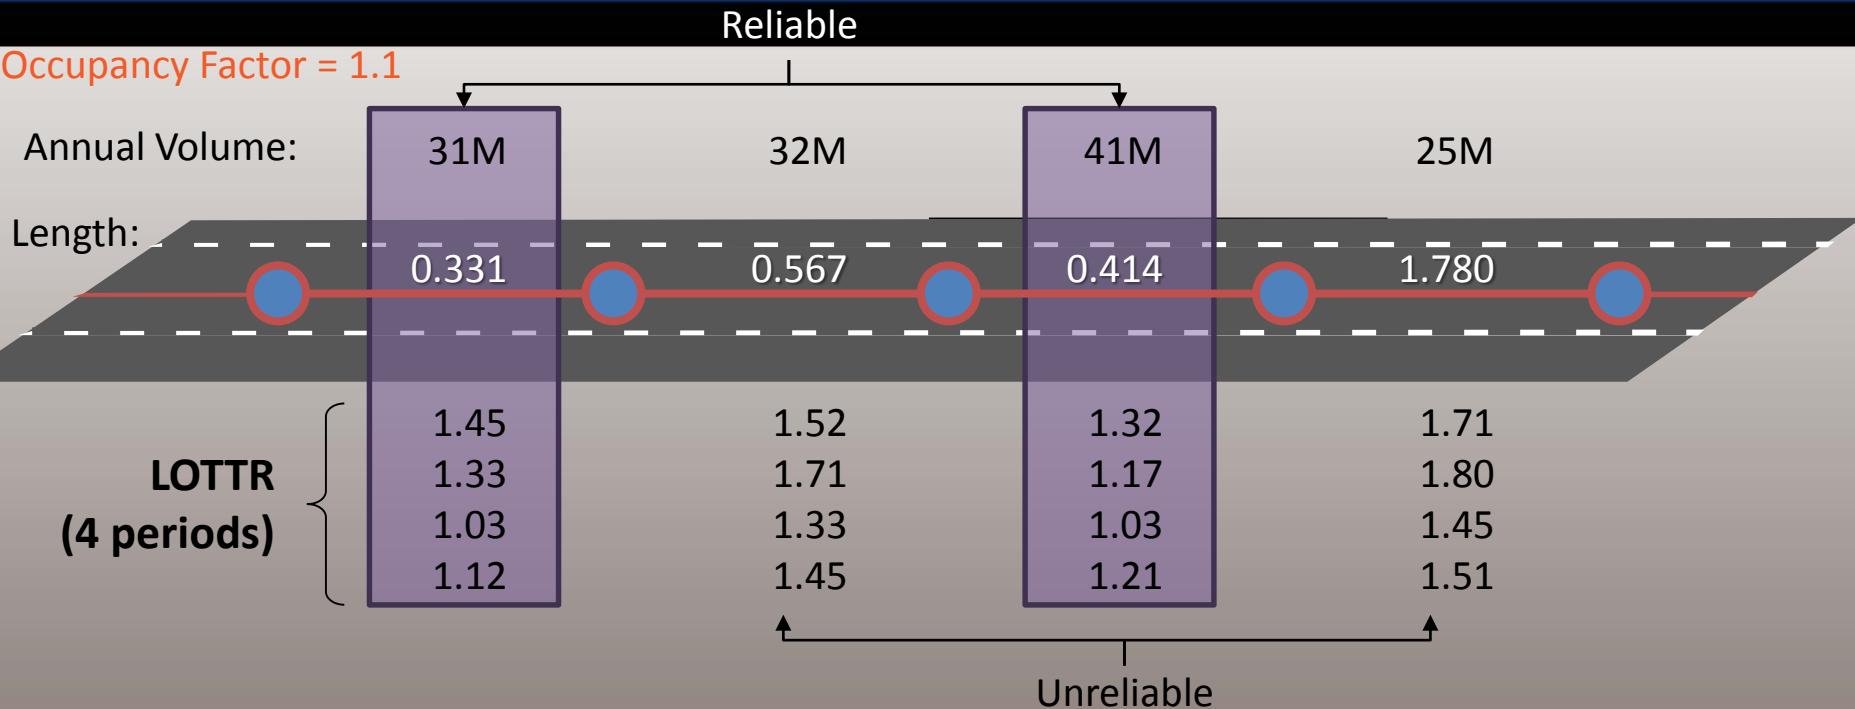 Reliable
Occupancy Factor = 1.1
Annual Volume: 31M 32M 41M 25M
Length: 0.331 0.567 0.414 1.780
1.45 1.52 1.32 1.71
LOTTR 1.33 1.71 1.17 1.80
(4 periods) 1.03 1.33 1.03 1.45
1.12 1.45 1.21 1.51
Unreliable